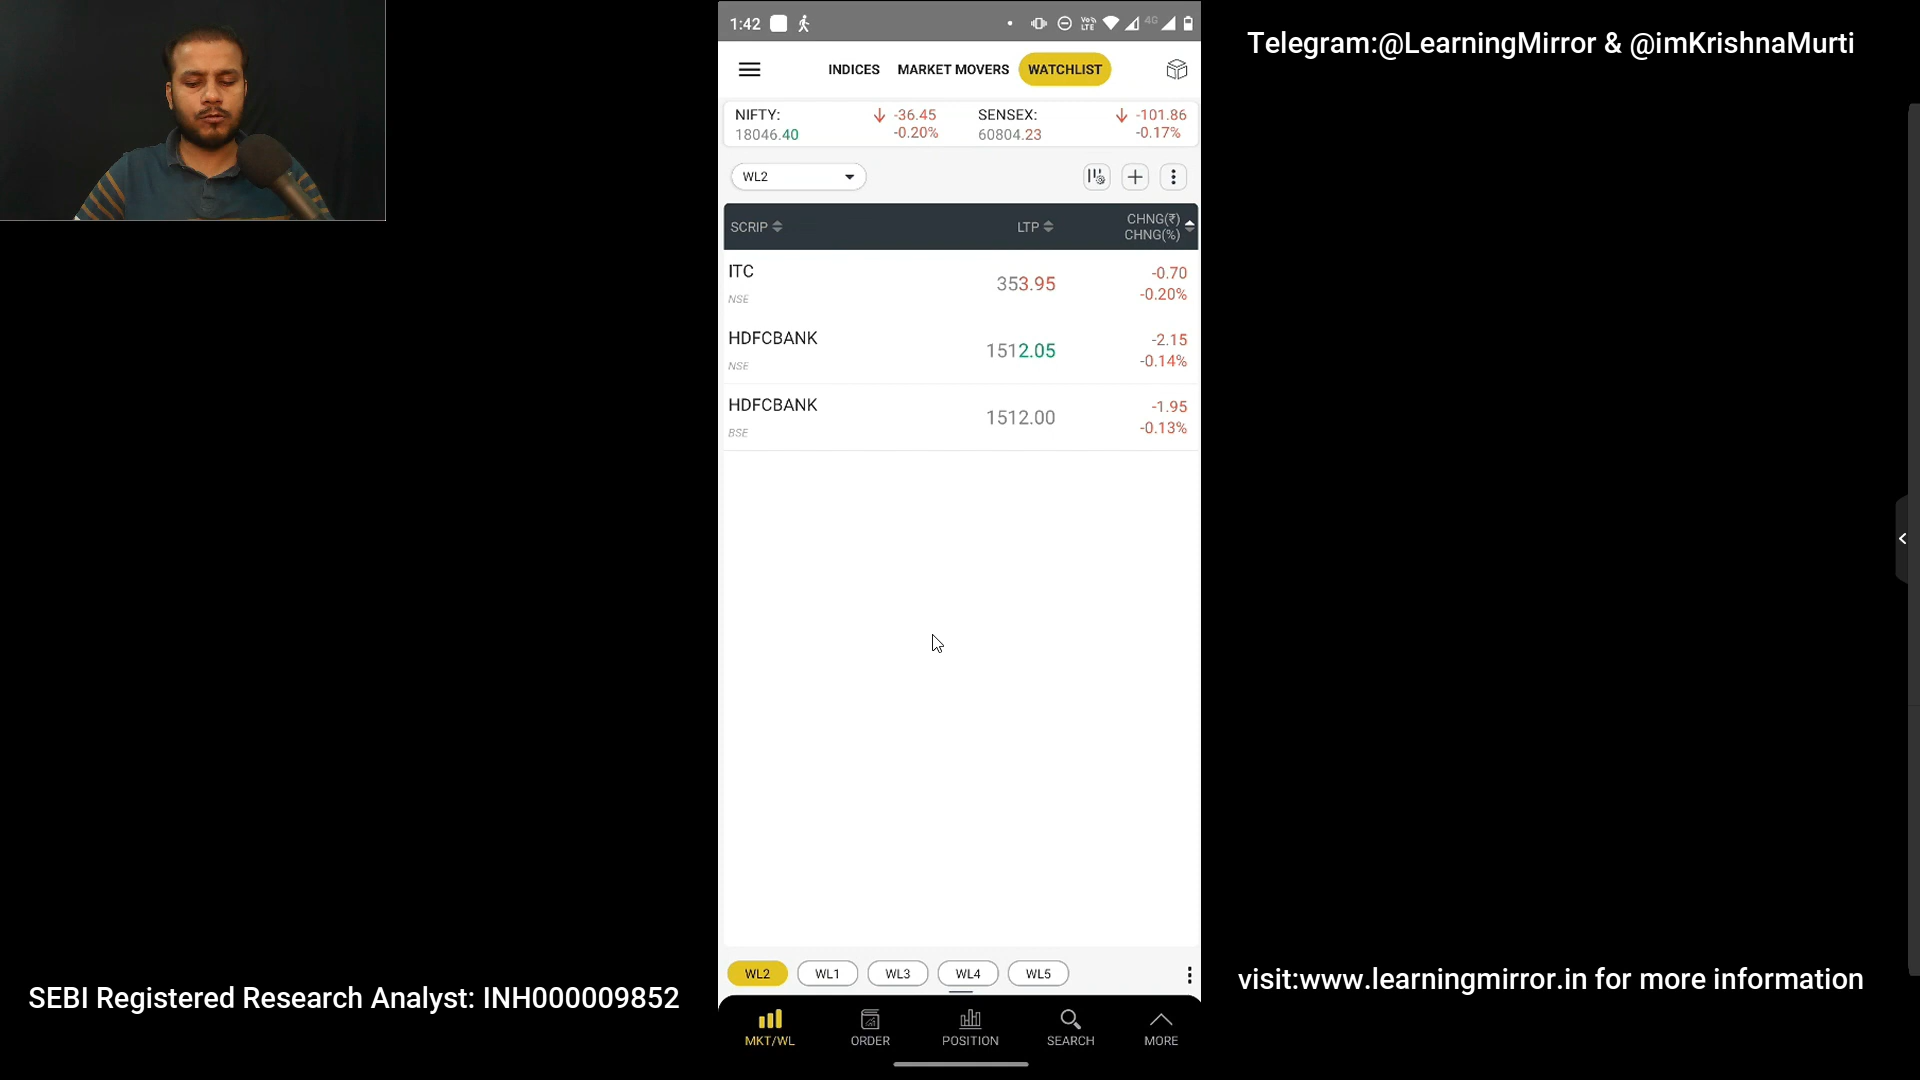 Telegram:@LearningMirror & @imKrishnaMurti
1:42
Vo)) LTE 4G
INDICES MARKET MOVERS WATCHLIST
NIFTY: -36.45 SENSEX: -101.86
18046.40 -0.20% 60804.23 -0.17%
WL2
SCRIP LTP CHNG(₹)
CHNG(%)
ITC 353.95 -0.70
NSE -0.20%
HDFCBANK 1512.05 -2.15
NSE -0.14%
HDFCBANK 1512.00 -1.95
BSE -0.13%
WL2 WL1 WL3 WL4 WL5
MKT/WL ORDER POSITION SEARCH MORE
SEBI Registered Research Analyst: INH000009852
visit:www.learningmirror.in for more information